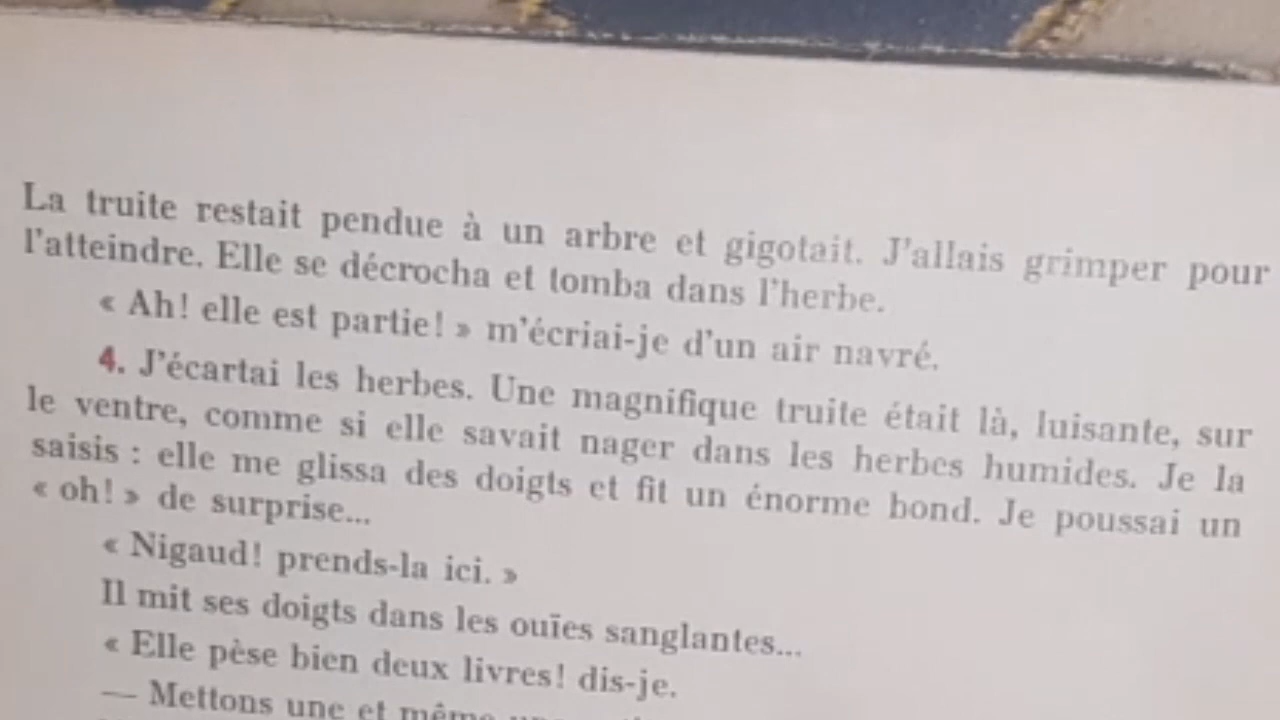 La truite restait pendue à un arbre et gigotait. J'allais grimper pour
l'atteindre. Elle se décrocha et tomba dans l'herbe.
« Ah! elle est partie! » m'écriai-je d'un air navré.
4. J'écartai les herbes. Une magnifique truite était là, luisante, sur
le ventre, comme si elle savait nager dans les herbes humides. Je la
saisis : elle me glissa des doigts et fit un énorme bond. Je poussai un
« oh! » de surprise...
« Nigaud! prends-la ici. »
Il mit ses doigts dans les ouïes sanglantes...
« Elle pèse bien deux livres! dis-je.
— Mettons une et même